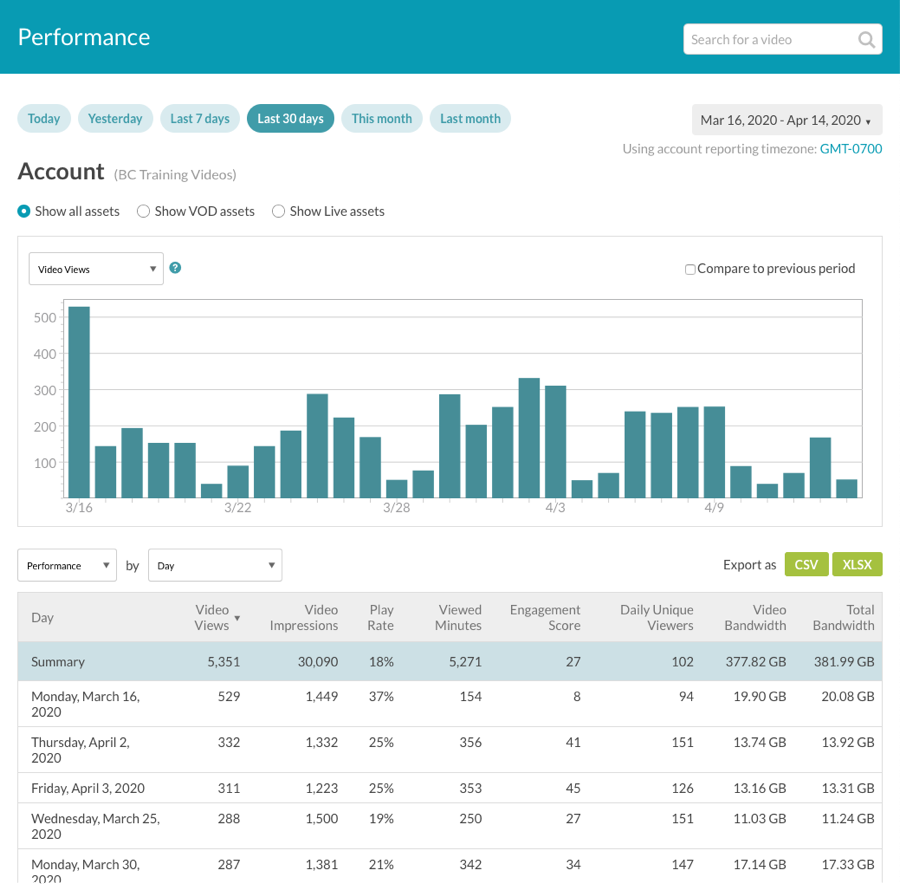 Performance
Search for a video
Today Yesterday Last 7 days Last 30 days This month Last month
Mar 16, 2020 - Apr 14, 2020 ▾
Using account reporting timezone: GMT-0700
Account (BC Training Videos)
Show all assets Show VOD assets Show Live assets
Video Views ▼ ?
Compare to previous period
500
400
300
200
100
3/16 3/22 3/28 4/3 4/9
Performance ▼ by Day ▼ Export as CSV XLSX
Day Video Views ▼ Video Impressions Play Rate Viewed Minutes Engagement Score Daily Unique Viewers Video Bandwidth Total Bandwidth
Summary 5,351 30,090 18% 5,271 27 102 377.82 GB 381.99 GB
Monday, March 16, 529 1,449 37% 154 8 94 19.90 GB 20.08 GB
2020
Thursday, April 2, 332 1,332 25% 356 41 151 13.74 GB 13.92 GB
2020
Friday, April 3, 2020 311 1,223 25% 353 45 126 13.16 GB 13.31 GB
Wednesday, March 25, 288 1,500 19% 250 27 151 11.03 GB 11.24 GB
2020
Monday, March 30, 287 1,381 21% 342 34 147 17.14 GB 17.33 GB
2020